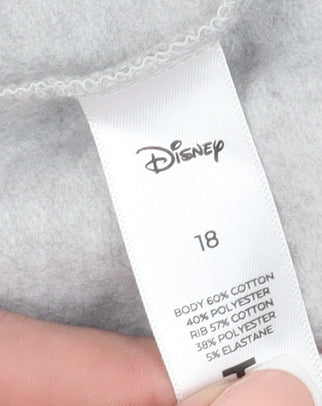 Disney
18
BODY 60% COTTON
40% POLYESTER
RIB 57% COTTON
38% POLYESTER
5% ELASTANE